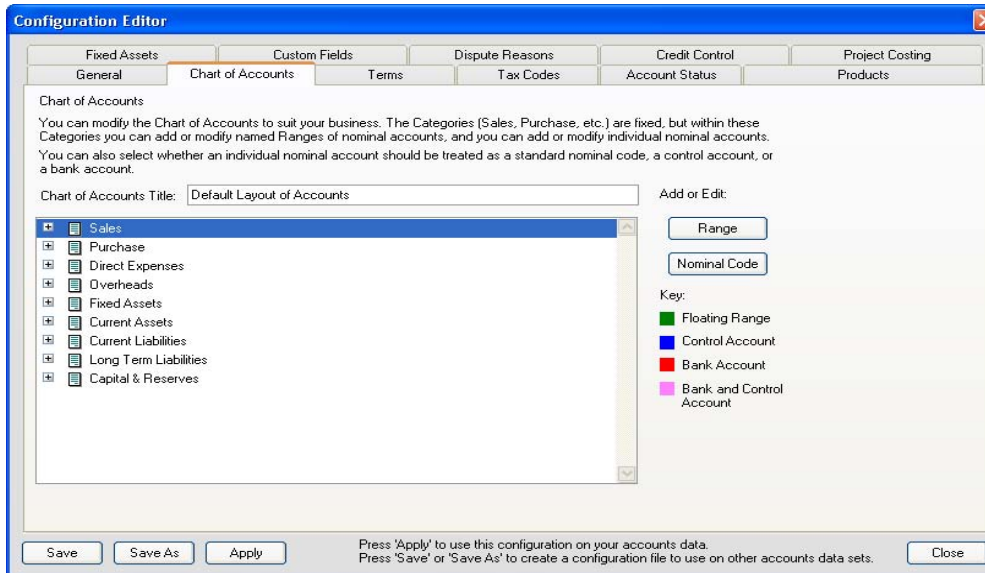 Configuration Editor
Fixed Assets Custom Fields Dispute Reasons Credit Control Project Costing
General Chart of Accounts Terms Tax Codes Account Status Products
Chart of Accounts
You can modify the Chart of Accounts to suit your business. The Categories (Sales, Purchase, etc.) are fixed, but within these
Categories you can add or modify named Ranges of nominal accounts, and you can add or modify individual nominal accounts.
You can also select whether an individual nominal account should be treated as a standard nominal code, a control account, or
a bank account.
Chart of Accounts Title: Default Layout of Accounts
Add or Edit:
Sales
Purchase
Direct Expenses
Overheads
Fixed Assets
Current Assets
Current Liabilities
Long Term Liabilities
Capital & Reserves
Range
Nominal Code
Key:
Floating Range
Control Account
Bank Account
Bank and Control
Account
Save Save As Apply
Press 'Apply' to use this configuration on your accounts data.
Press 'Save' or 'Save As' to create a configuration file to use on other accounts data sets.
Close